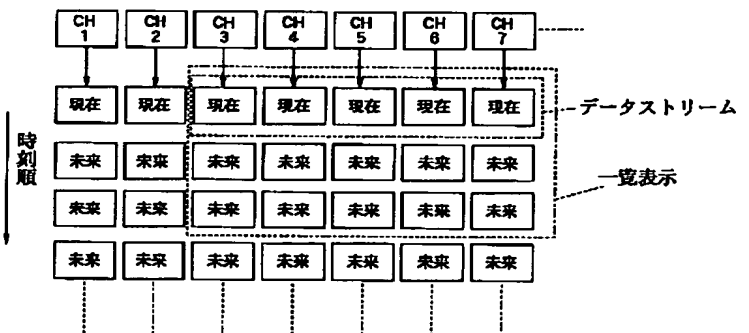 CH 1 CH 2 CH 3 CH 4 CH 5 CH 6 CH 7
現在 現在 現在 現在 現在 現在 現在
データストリーム
時刻順
未来 未来 未来 未来 未来 未来 未来
一覧表示
未来 未来 未来 未来 未来 未来 未来
未来 未来 未来 未来 未来 未来 未来